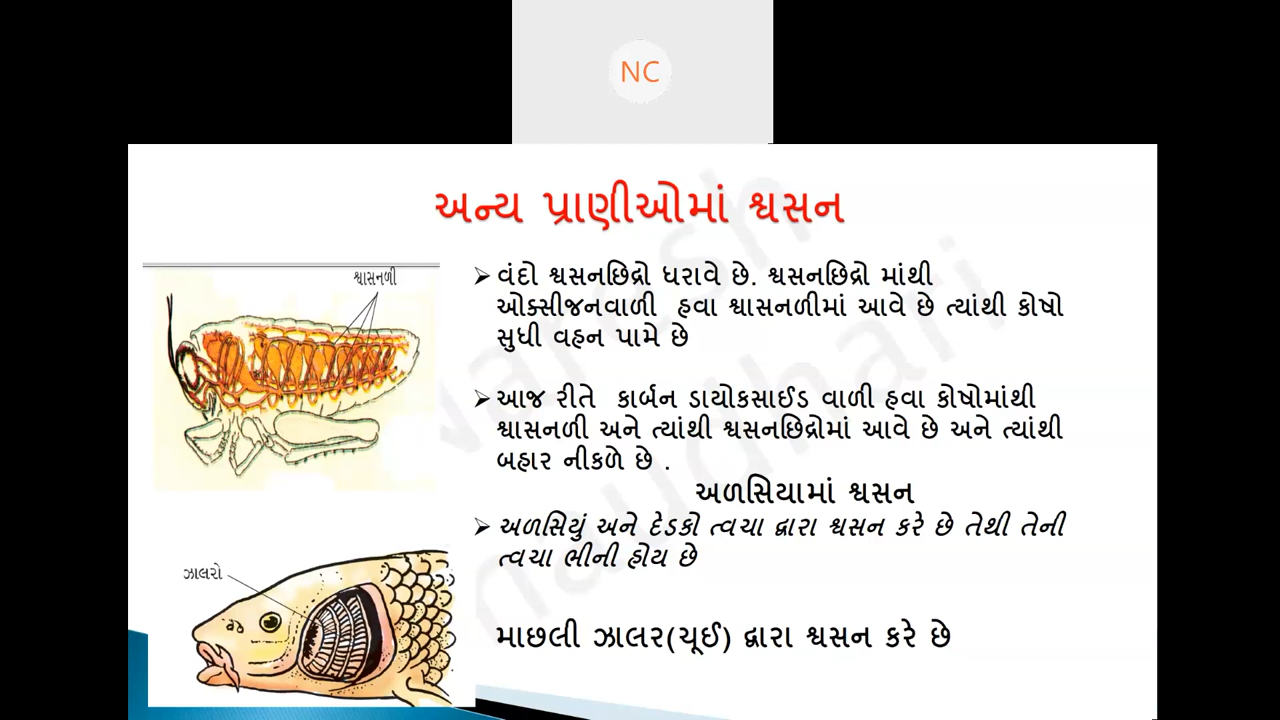 NC
અન્ય પ્રાણીઓમાં શ્વસન
શ્વાસનળી
➢ વંદો શ્વસનછિદ્રો ધરાવે છે. શ્વસનછિદ્રો માંથી
ઓક્સીજનવાળી હવા શ્વાસનળીમાં આવે છે ત્યાંથી કોષો
સુધી વહન પામે છે
➢ આજ રીતે કાર્બન ડાયોકસાઈડ વાળી હવા કોષોમાંથી
શ્વાસનળી અને ત્યાંથી શ્વસનછિદ્રોમાં આવે છે અને ત્યાંથી
બહાર નીકળે છે .
અળસિયામાં શ્વસન
➢ અળસિયું અને દેડકો ત્વચા દ્વારા શ્વસન કરે છે તેથી તેની
ત્વચા ભીની હોય છે
ઝાલરો
માછલી ઝાલર(ચૂઈ) દ્વારા શ્વસન કરે છે